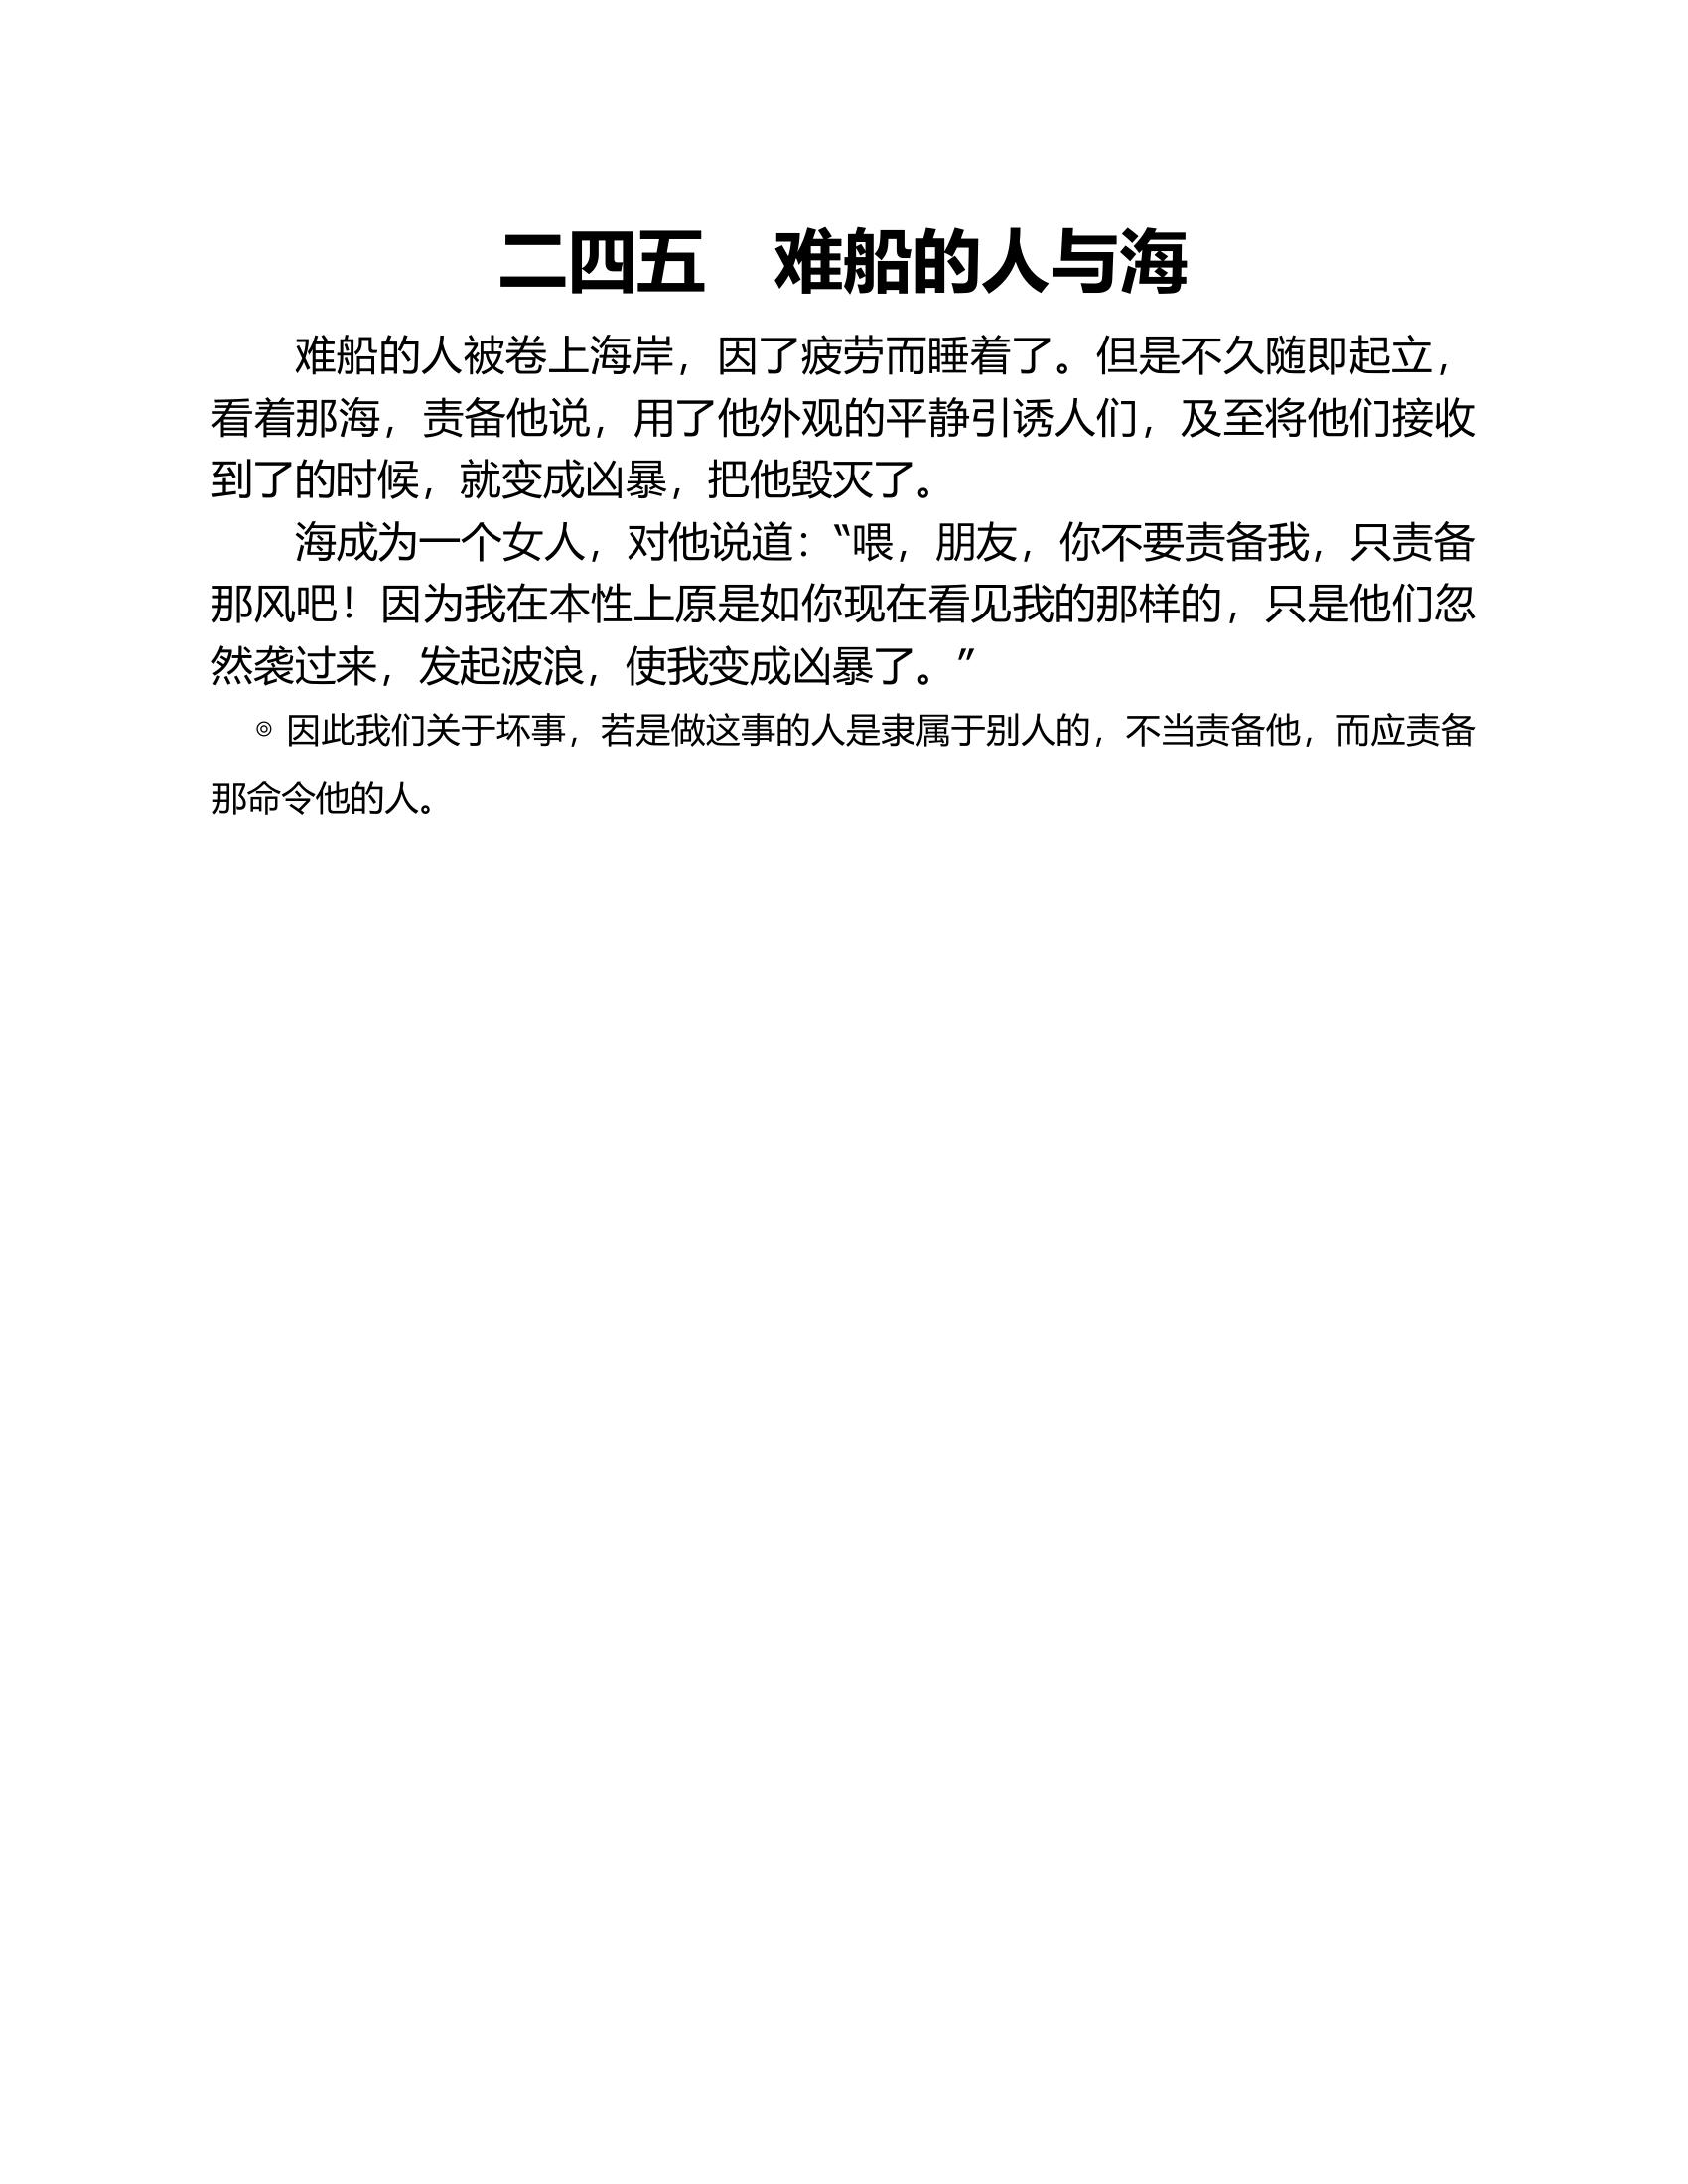 二四五　难船的人与海
难船的人被卷上海岸，因了疲劳而睡着了。但是不久随即起立，
看着那海，责备他说，用了他外观的平静引诱人们，及至将他们接收
到了的时候，就变成凶暴，把他毁灭了。
海成为一个女人，对他说道：“喂，朋友，你不要责备我，只责备
那风吧！因为我在本性上原是如你现在看见我的那样的，只是他们忽
然袭过来，发起波浪，使我变成凶暴了。”
◎ 因此我们关于坏事，若是做这事的人是隶属于别人的，不当责备他，而应责备
那命令他的人。